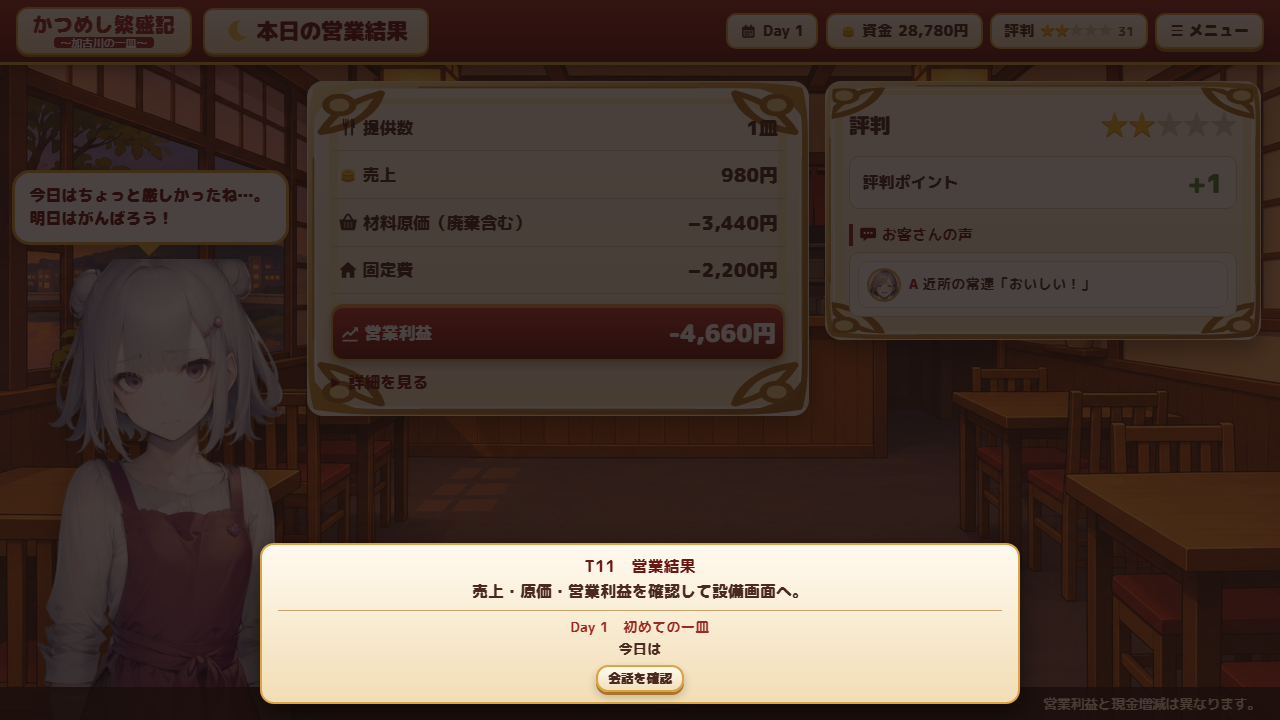 かつめし繁盛記
〜加古川の一皿〜
本日の営業結果
Day 1
資金 28,780円
評判 31
メニュー
今日はちょっと厳しかったね…。
明日はがんばろう！
提供数 1皿
売上 980円
材料原価（廃棄含む） −3,440円
固定費 −2,200円
営業利益 -4,660円
詳細を見る
評判
評判ポイント +1
お客さんの声
A 近所の常連「おいしい！」
T11　営業結果
売上・原価・営業利益を確認して設備画面へ。
Day 1　初めての一皿
今日は
会話を確認
営業利益と現金増減は異なります。